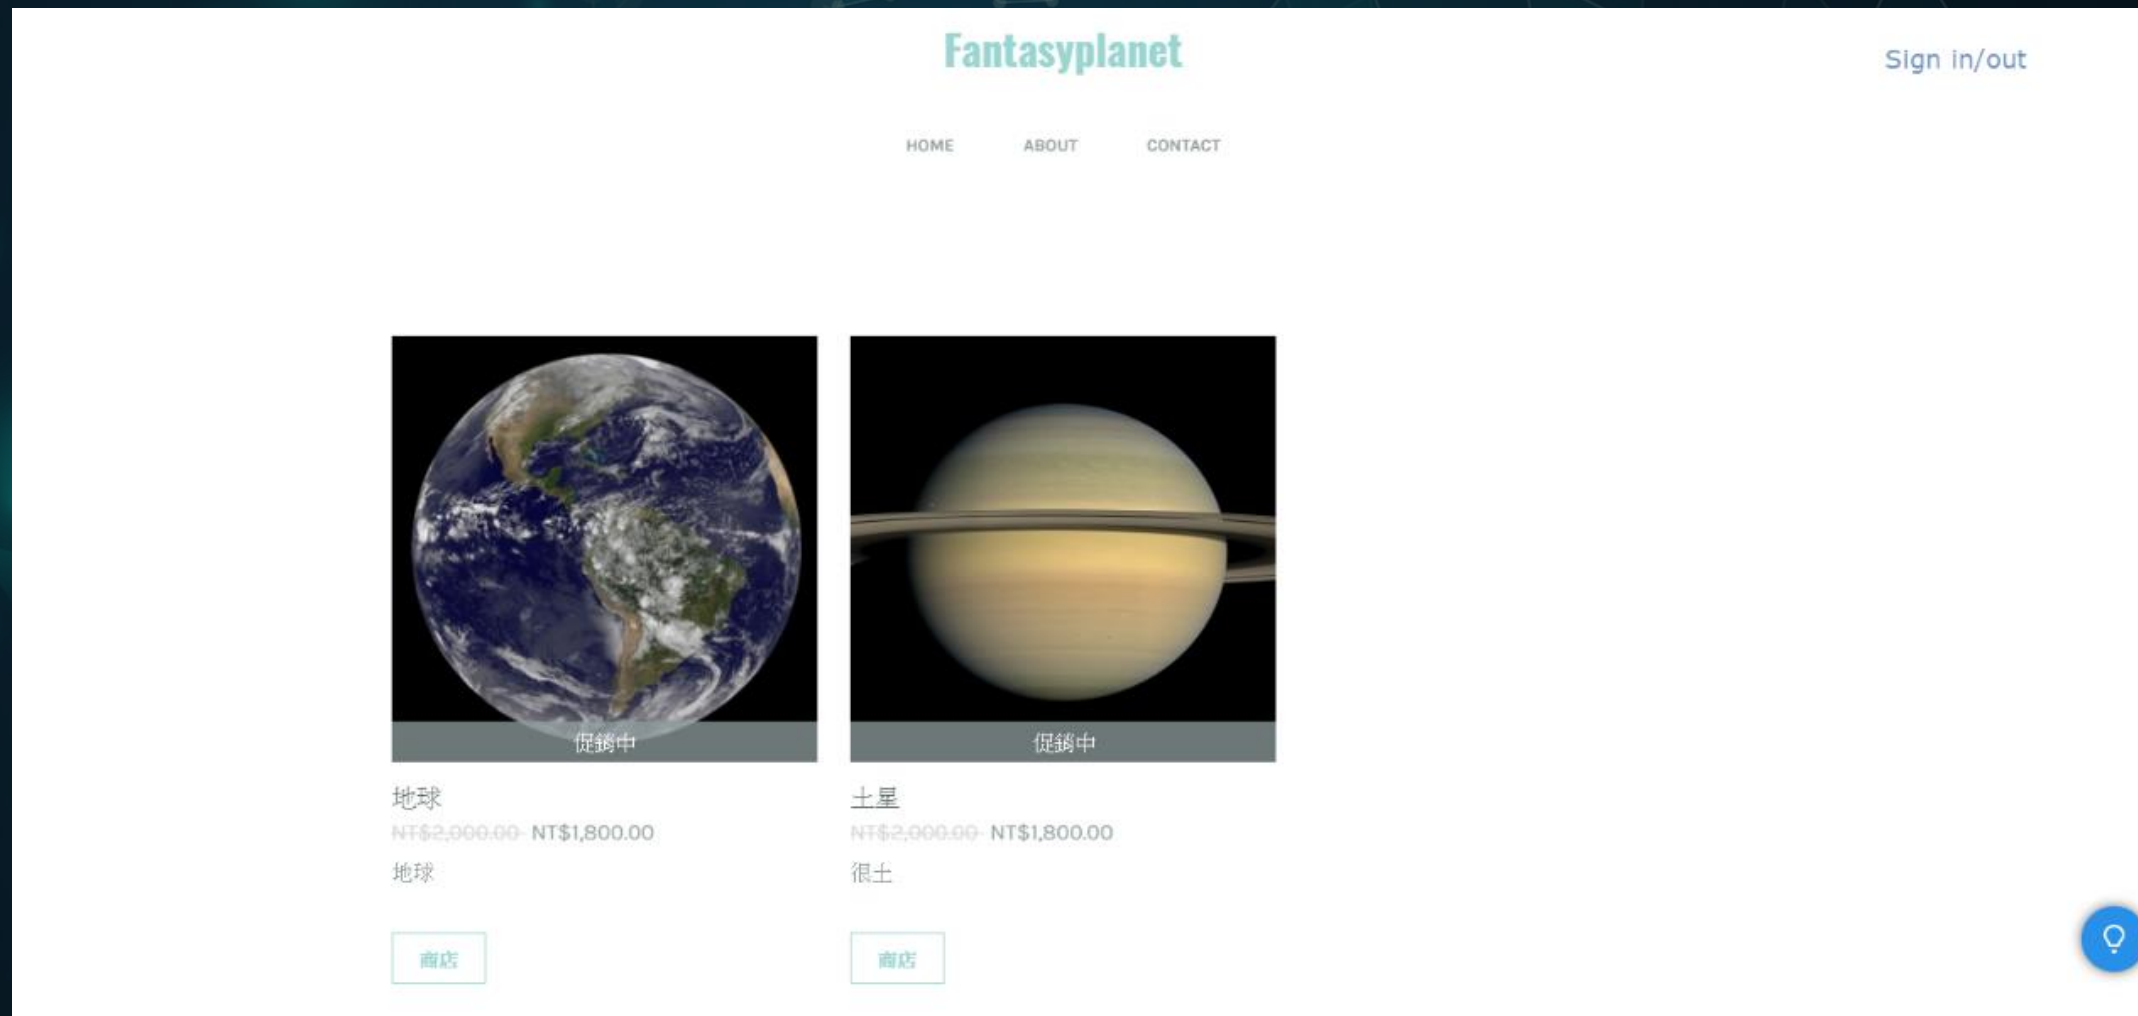 Fantasyplanet
Sign in/out
HOME ABOUT CONTACT
促銷中
促銷中
地球
NT$2,000.00 NT$1,800.00
地球
商店
土星
NT$2,000.00 NT$1,800.00
很土
商店